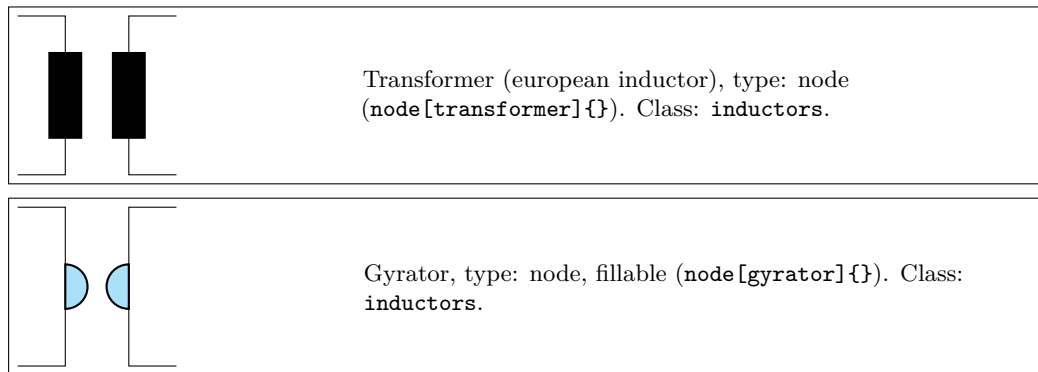 Transformer (european inductor), type: node
(node[transformer]{}). Class: inductors.
Gyrator, type: node, fillable (node[gyrator]{}). Class:
inductors.